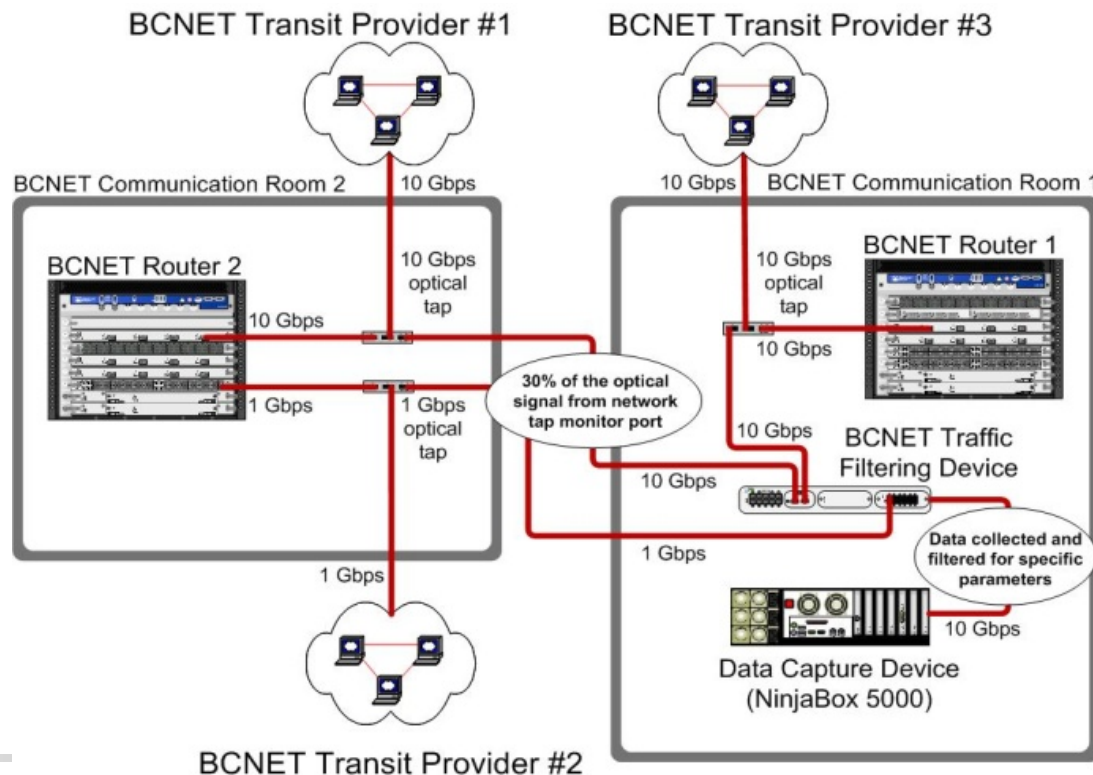 BCNET Transit Provider #1
BCNET Transit Provider #3
10 Gbps
10 Gbps
BCNET Communication Room 2
BCNET Communication Room 1
BCNET Router 2
10 Gbps
optical
tap
10 Gbps
1 Gbps
1 Gbps
optical
tap
10 Gbps
optical
tap
BCNET Router 1
10 Gbps
30% of the optical
signal from network
tap monitor port
10 Gbps
BCNET Traffic
Filtering Device
10 Gbps
1 Gbps
Data collected and
filtered for specific
parameters
1 Gbps
10 Gbps
Data Capture Device
(NinjaBox 5000)
BCNET Transit Provider #2